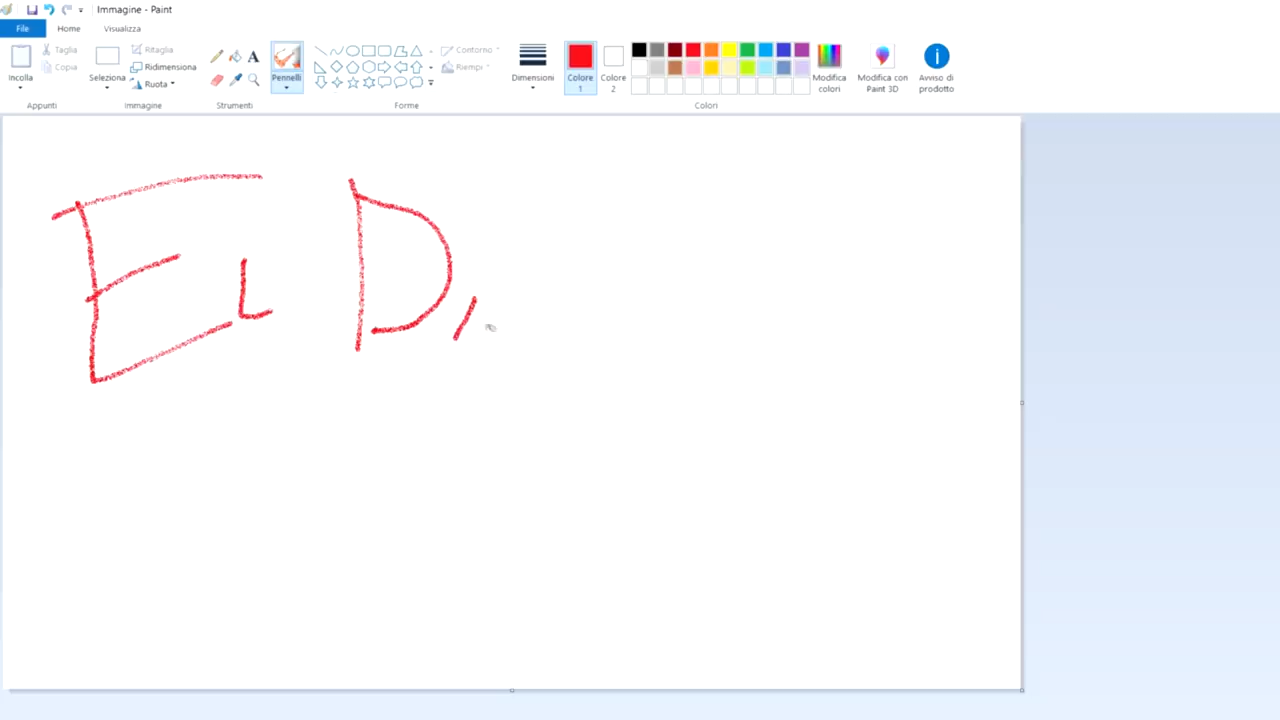 Immagine - Paint
File Home Visualizza
Incolla Taglia Copia Appunti
Seleziona Ritaglia Ridimensiona Ruota Immagine
A Strumenti
Pennelli
Contorno Riempi Forme
Dimensioni
Colore 1 Colore 2 Modifica colori Modifica con Paint 3D Avviso di prodotto
Colori
EL D